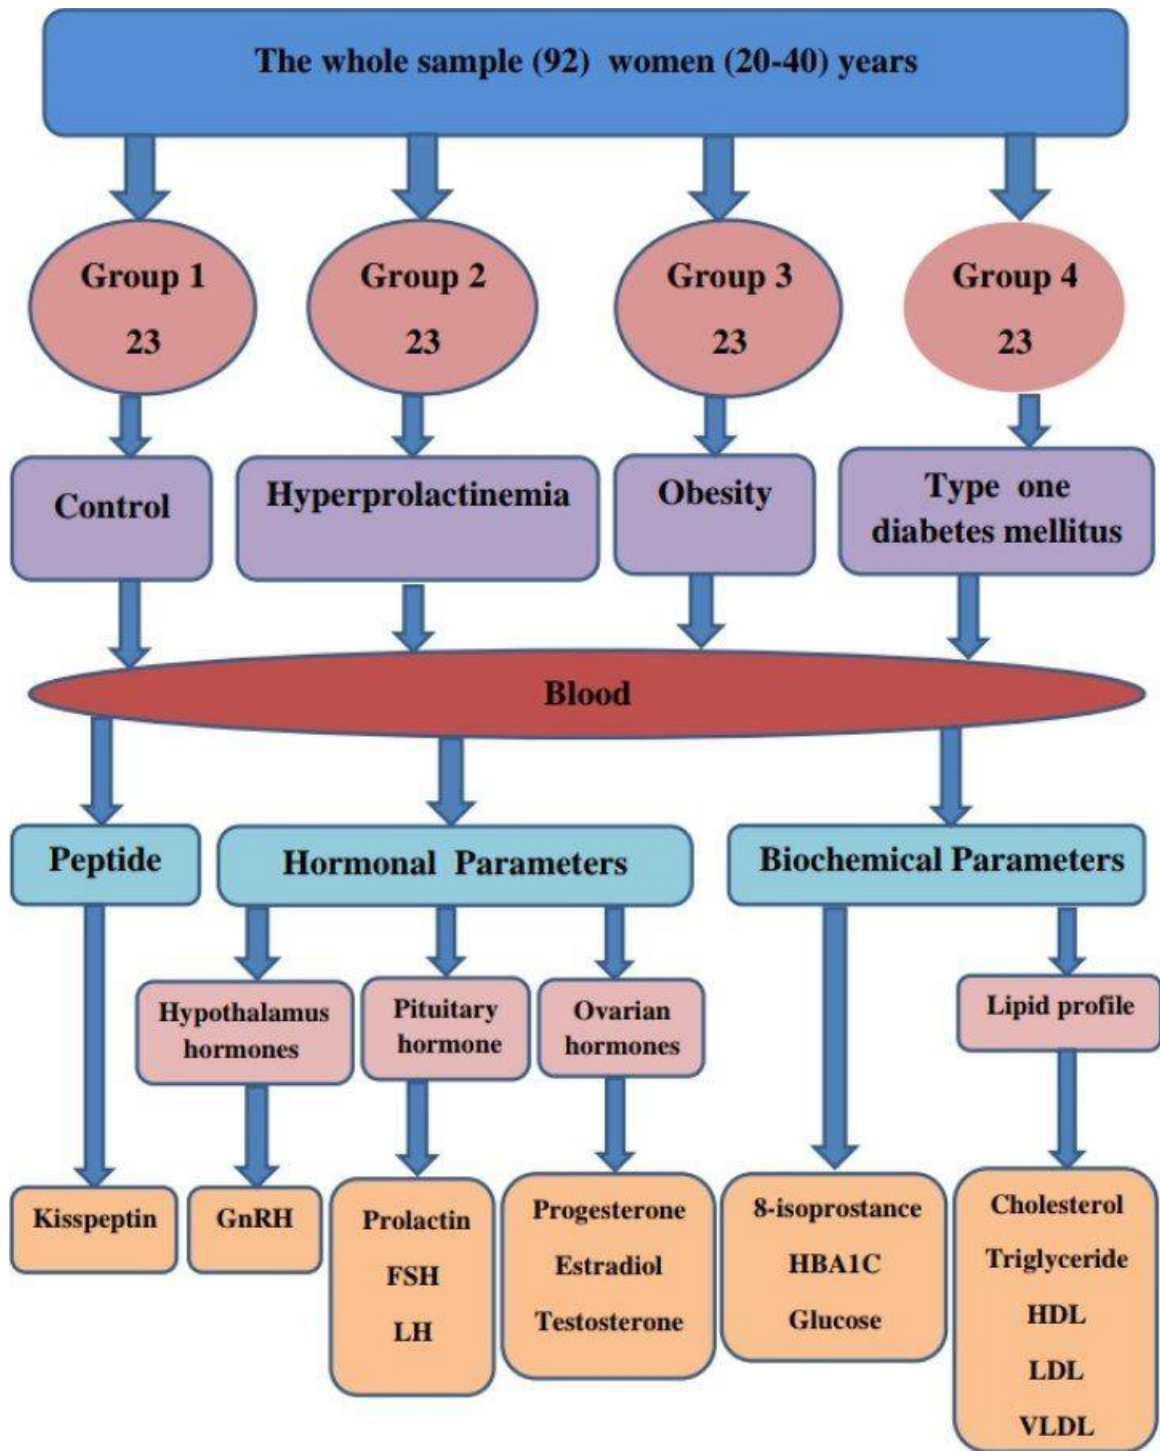 The whole sample (92) women (20-40) years
Group 1
23
Group 2
23
Group 3
23
Group 4
23
Control
Hyperprolactinemia
Obesity
Type one
diabetes mellitus
Blood
Peptide
Hormonal Parameters
Biochemical Parameters
Hypothalamus
hormones
Pituitary
hormone
Ovarian
hormones
Lipid profile
Kisspeptin
GnRH
Prolactin
FSH
LH
Progesterone
Estradiol
Testosterone
8-isoprostance
HBA1C
Glucose
Cholesterol
Triglyceride
HDL
LDL
VLDL